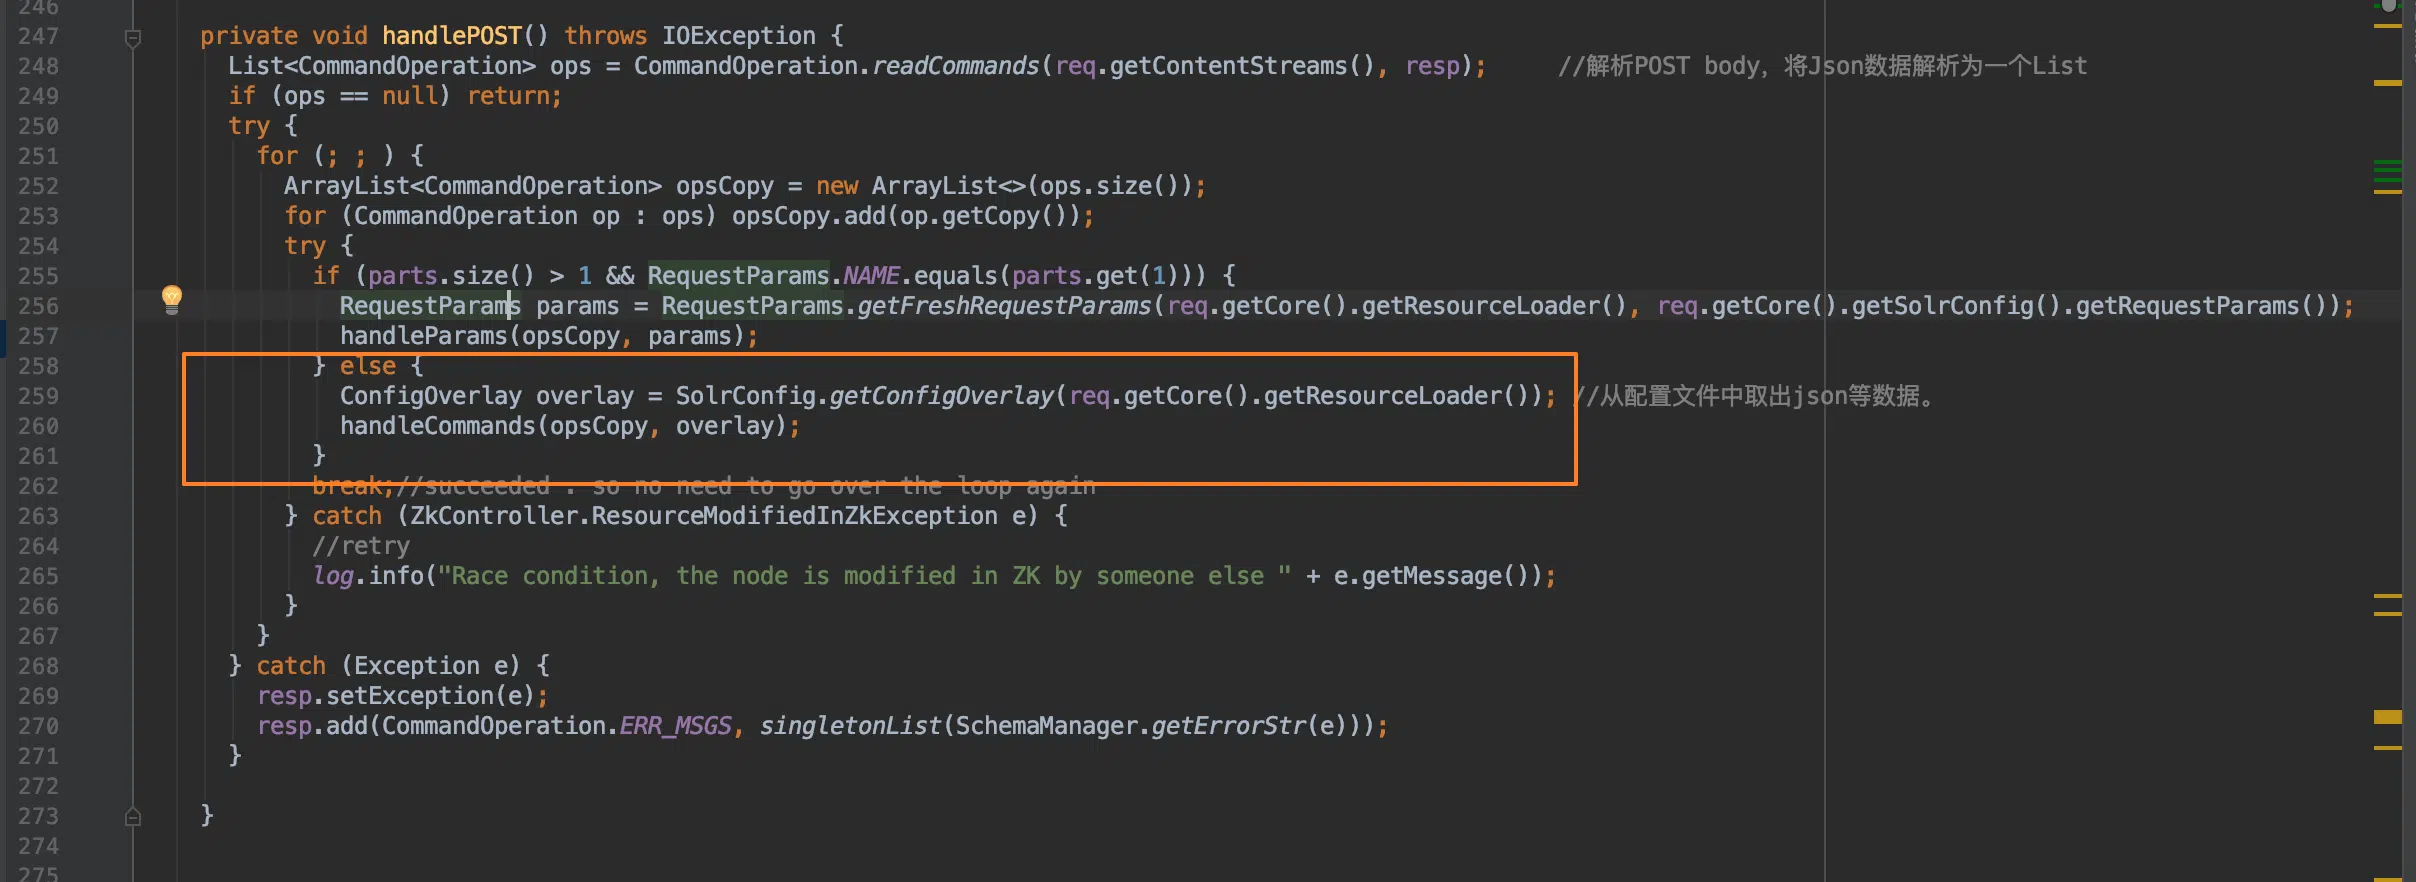 246
247 private void handlePOST() throws IOException {
248 List<CommandOperation> ops = CommandOperation.readCommands(req.getContentStreams(), resp); //解析POST body, 将Json数据解析为一个List
249 if (ops == null) return;
250 try {
251 for (; ; ) {
252 ArrayList<CommandOperation> opsCopy = new ArrayList<>(ops.size());
253 for (CommandOperation op : ops) opsCopy.add(op.getCopy());
254 try {
255 if (parts.size() > 1 && RequestParams.NAME.equals(parts.get(1))) {
256 RequestParams params = RequestParams.getFreshRequestParams(req.getCore().getResourceLoader(), req.getCore().getSolrConfig().getRequestParams());
257 handleParams(opsCopy, params);
258 } else {
259 ConfigOverlay overlay = SolrConfig.getConfigOverlay(req.getCore().getResourceLoader()); //从配置文件中取出json等数据。
260 handleCommands(opsCopy, overlay);
261 }
262 break;//succeeded . so no need to go over the loop again
263 } catch (ZkController.ResourceModifiedInZkException e) {
264 //retry
265 log.info("Race condition, the node is modified in ZK by someone else " + e.getMessage());
266 }
267 }
268 } catch (Exception e) {
269 resp.setException(e);
270 resp.add(CommandOperation.ERR_MSGS, singletonList(SchemaManager.getErrorStr(e)));
271 }
272
273 }
274
275